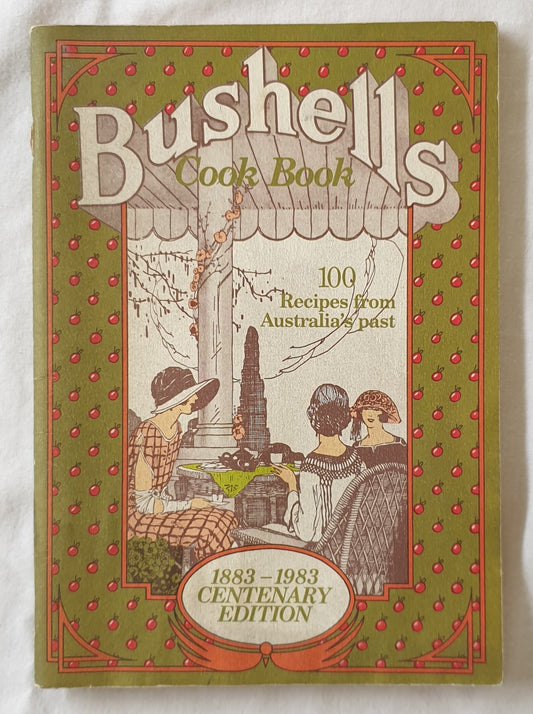 Bushells
Cook Book
100
Recipes from
Australia's past
1883–1983
CENTENARY
EDITION